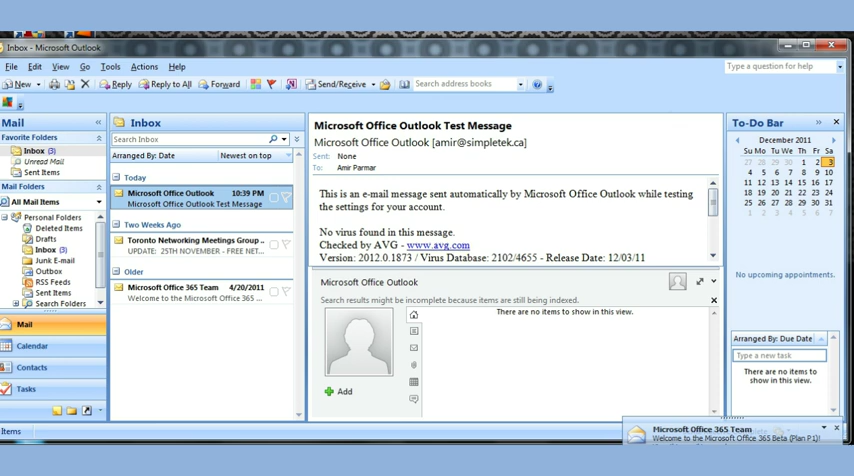 Inbox - Microsoft Outlook
File Edit View Go Tools Actions Help
Type a question for help
New Reply Reply to All Forward Send/Receive Search address books
Mail
Favorite Folders
Inbox (3)
Unread Mail
Sent Items
Mail Folders
All Mail Items
Personal Folders
Deleted Items
Drafts
Inbox (3)
Junk E-mail
Outbox
RSS Feeds
Sent Items
Search Folders
Mail
Calendar
Contacts
Tasks
Items
Inbox
Search Inbox
Arranged By: Date Newest on top
Today
Microsoft Office Outlook 10:39 PM
Microsoft Office Outlook Test Message
Two Weeks Ago
Toronto Networking Meetings Group ..
UPDATE: 25TH NOVEMBER - FREE NET...
Older
Microsoft Office 365 Team 4/20/2011
Welcome to the Microsoft Office 365 ...
Microsoft Office Outlook Test Message
Microsoft Office Outlook [amir@simpletek.ca]
Sent: None
To: Amir Parmar
This is an e-mail message sent automatically by Microsoft Office Outlook while testing
the settings for your account.
No virus found in this message.
Checked by AVG - www.avg.com
Version: 2012.0.1873 / Virus Database: 2102/4655 - Release Date: 12/03/11
Microsoft Office Outlook
Search results might be incomplete because items are still being indexed.
There are no items to show in this view.
Add
To-Do Bar
December 2011
Su Mo Tu We Th Fr Sa
27 28 29 30 1 2 3
4 5 6 7 8 9 10
11 12 13 14 15 16 17
18 19 20 21 22 23 24
25 26 27 28 29 30 31
1 2 3 4 5 6 7
No upcoming appointments.
Arranged By: Due Date
Type a new task
There are no items to
show in this view.
Microsoft Office 365 Team
Welcome to the Microsoft Office 365 Beta (Plan P1)!